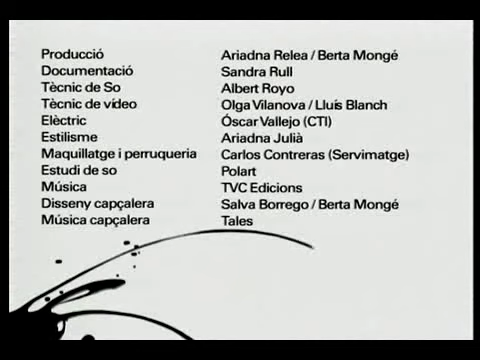 Producció Ariadna Relea / Berta Mongé
Documentació Sandra Rull
Tècnic de So Albert Royo
Tècnic de vídeo Olga Vilanova / Lluís Blanch
Elèctric Óscar Vallejo (CTI)
Estilisme Ariadna Julià
Maquillatge i perruqueria Carlos Contreras (Servimatge)
Estudi de so Polart
Música TVC Edicions
Disseny capçalera Salva Borrego / Berta Mongé
Música capçalera Tales